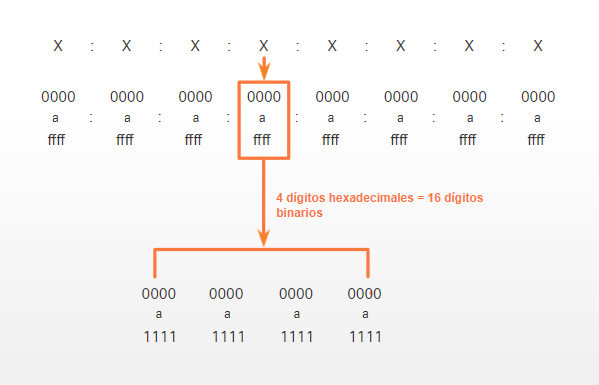 X : X : X : X : X : X : X : X
0000 0000 0000 0000 0000 0000 0000 0000
a : a : a : a : a : a : a : a
ffff ffff ffff ffff ffff ffff ffff ffff
4 dígitos hexadecimales = 16 dígitos
binarios
0000 0000 0000 0000
a a a a
1111 1111 1111 1111